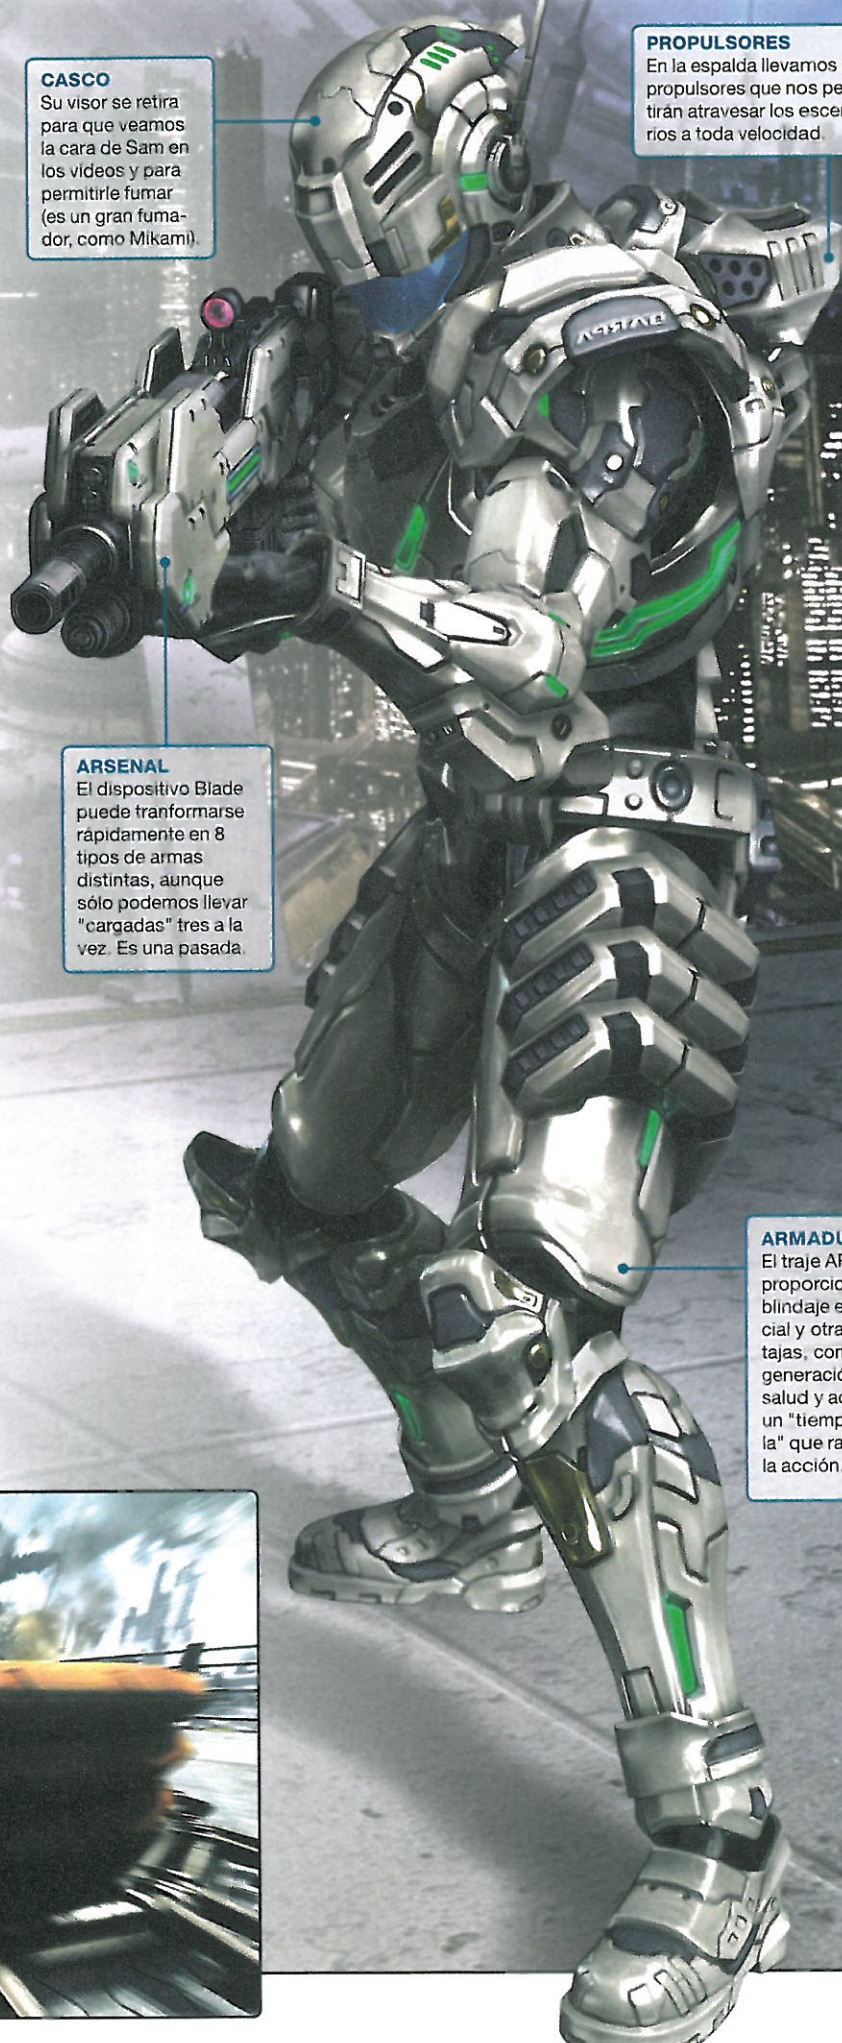 CASCO
Su visor se retira
para que veamos
la cara de Sam en
los vídeos y para
permitirle fumar
(es un gran fuma-
dor, como Mikami).
PROPULSORES
En la espalda llevamos
propulsores que nos pe
tirán atravesar los escen
rios a toda velocidad.
ARSENAL
El dispositivo Blade
puede tranformarse
rápidamente en 8
tipos de armas
distintas, aunque
sólo podemos llevar
"cargadas" tres a la
vez. Es una pasada.
ARMADU
El traje AR
proporcio
blindaje e
cial y otra
tajas, com
generació
salud y ac
un "tiemp
la" que ra
la acción.